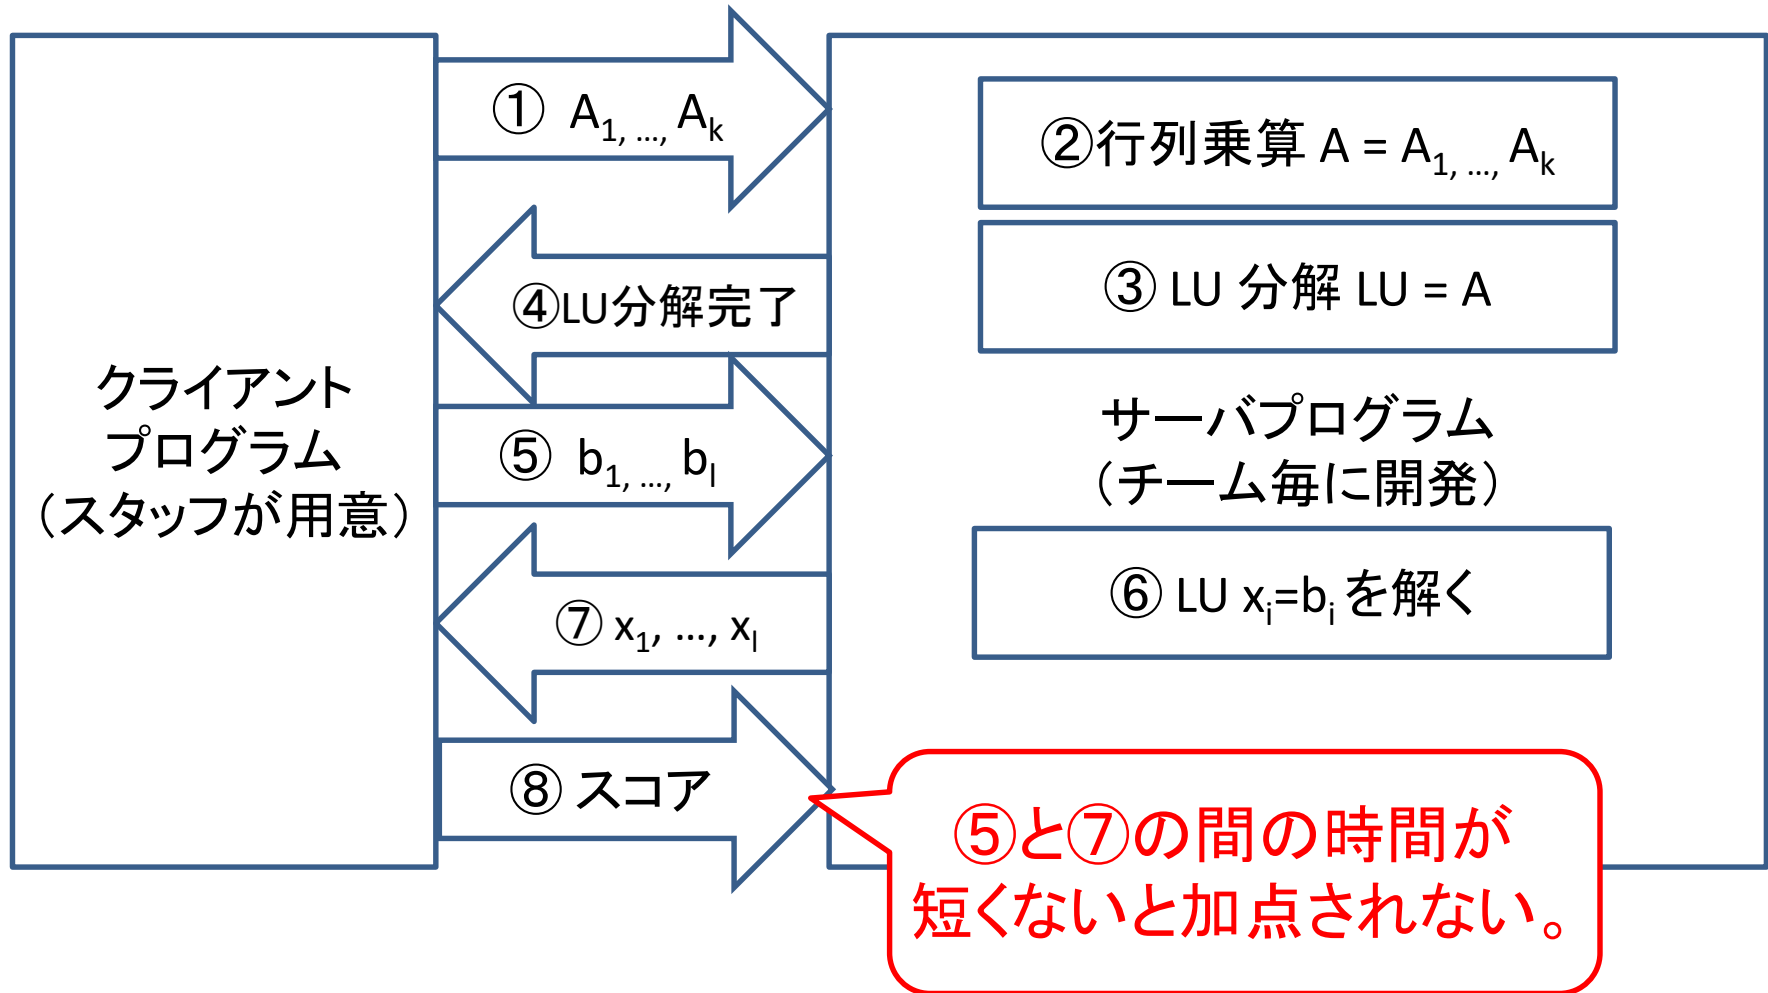 クライアント
プログラム
（スタッフが用意）
① A1, ..., Ak
②行列乗算 A = A1, ..., Ak
③ LU 分解 LU = A
④LU分解完了
サーバプログラム
（チーム毎に開発）
⑤ b1, ..., bl
⑥ LU xi=bi を解く
⑦ x1, ..., xl
⑧ スコア
⑤と⑦の間の時間が
短くないと加点されない。